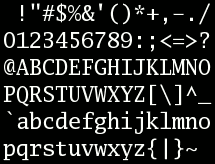 !"#$%&'()*+,-./
0123456789:;<=>?
@ABCDEFGHIJKLMNO
PQRSTUVWXYZ[\]^_
`abcdefghijklmno
pqrstuvwxyz{|}~